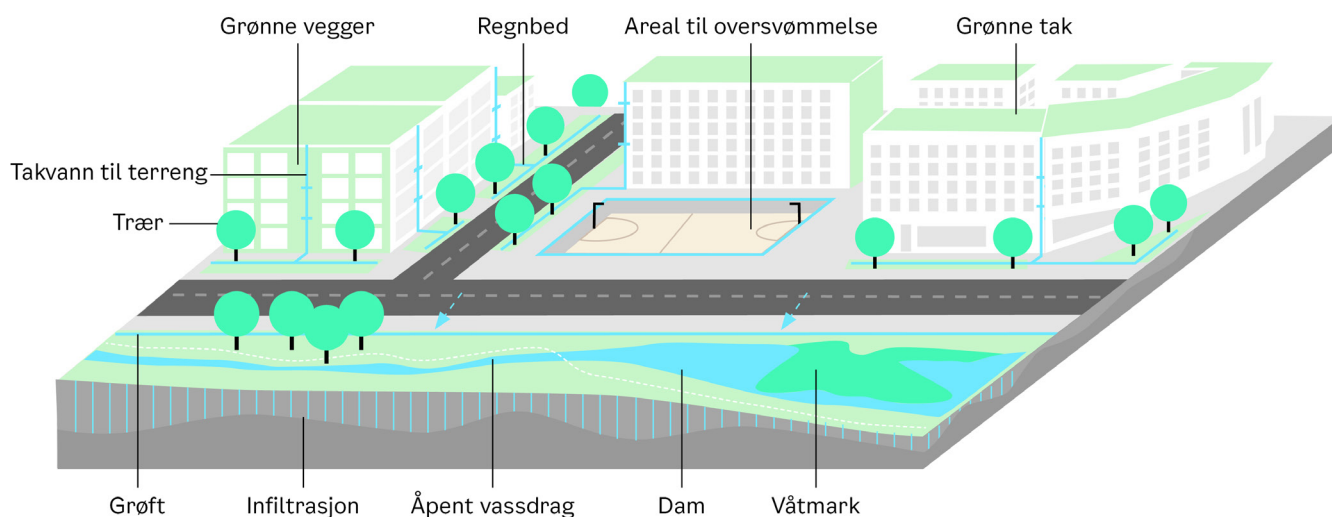 Grønne vegger
Regnbed
Areal til oversvømmelse
Grønne tak
Takvann til terreng
Trær
Grøft
Infiltrasjon
Åpent vassdrag
Dam
Våtmark